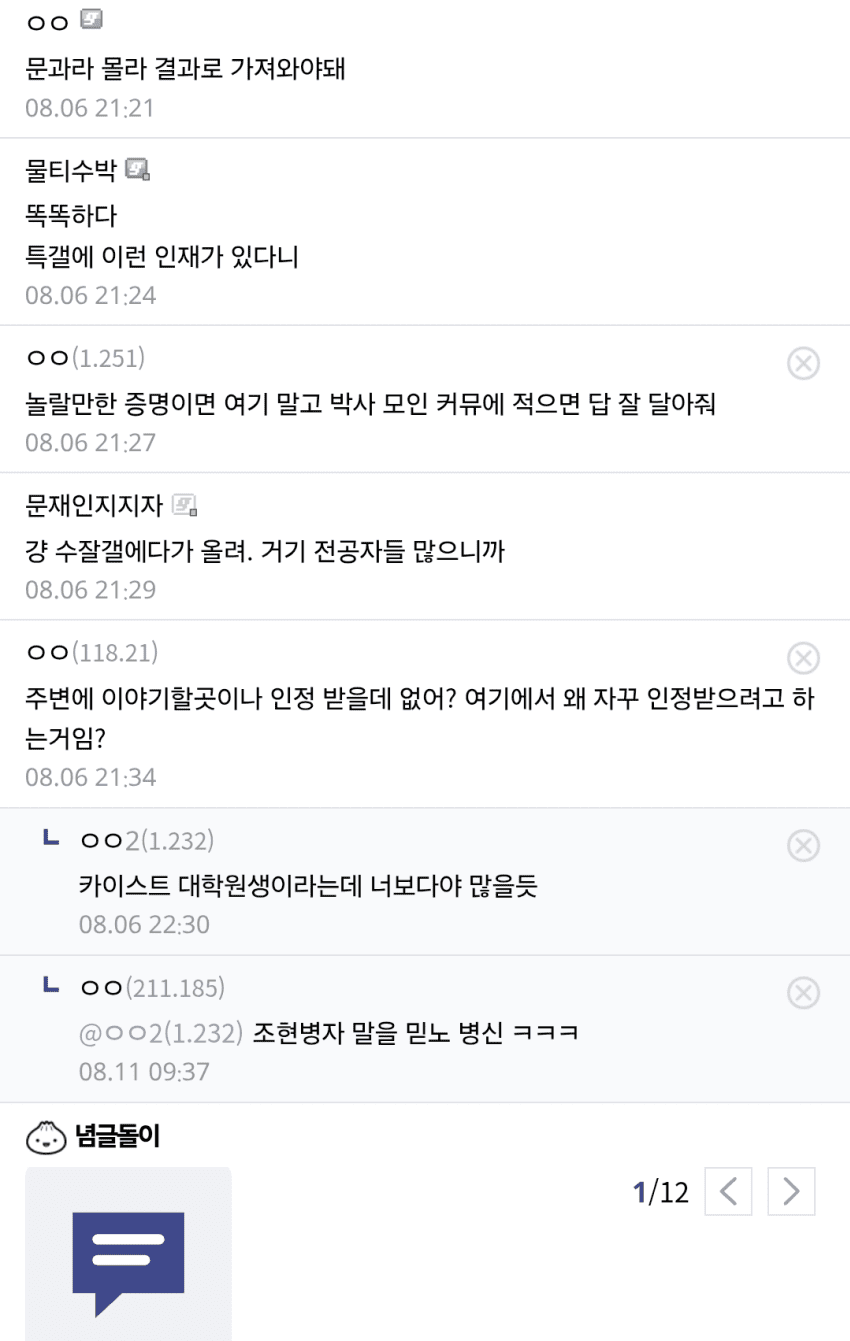 ㅇㅇ
문과라 몰라 결과로 가져와야돼
08.06 21:21
물티수박
똑똑하다
특갤에 이런 인재가 있다니
08.06 21:24
ㅇㅇ(1.251)
놀랄만한 증명이면 여기 말고 박사 모인 커뮤에 적으면 답 잘 달아줘
08.06 21:27
문재인지지자
걍 수잘갤에다가 올려. 거기 전공자들 많으니까
08.06 21:29
ㅇㅇ(118.21)
주변에 이야기할곳이나 인정 받을데 없어? 여기에서 왜 자꾸 인정받으려고 하
는거임?
08.06 21:34
ㅇㅇ2(1.232)
카이스트 대학원생이라는데 너보다야 많을듯
08.06 22:30
ㅇㅇ(211.185)
@ㅇㅇ2(1.232) 조현병자 말을 믿노 병신 ㅋㅋㅋ
08.11 09:37
념글돌이
1/12